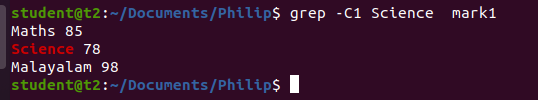 student@t2:~/Documents/Philip$ grep -C1 Science  mark1
Maths 85
Science 78
Malayalam 98
student@t2:~/Documents/Philip$